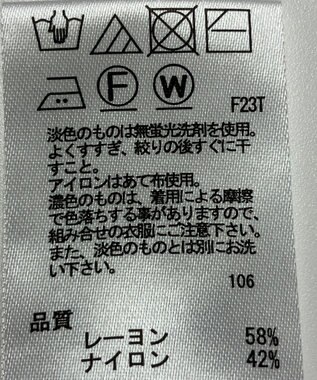 F W
F23T
淡色のものは無蛍光洗剤を使用。
よくすすぎ、絞りの後すぐに干
すこと。
アイロンはあて布使用。
濃色のものは、着用による摩擦
で色落ちする事がありますので、
組み合せの衣服にご注意下さい。
また、淡色のものとは別にお洗
い下さい。
106
品質
レーヨン 58%
ナイロン 42%